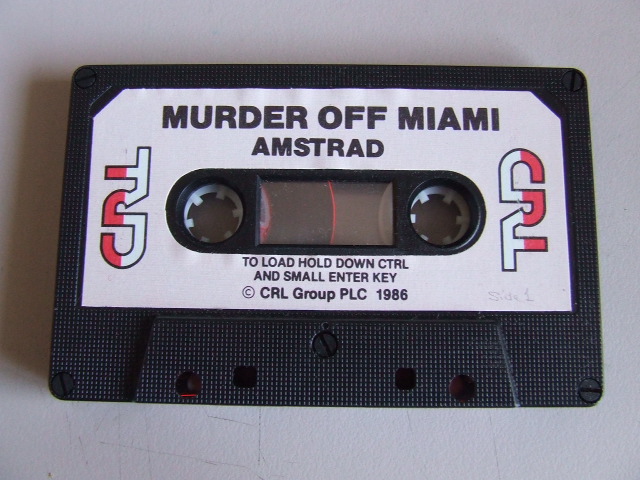 MURDER OFF MIAMI
AMSTRAD
CRL
CRL
TO LOAD HOLD DOWN CTRL
AND SMALL ENTER KEY
© CRL Group PLC 1986
Side 1